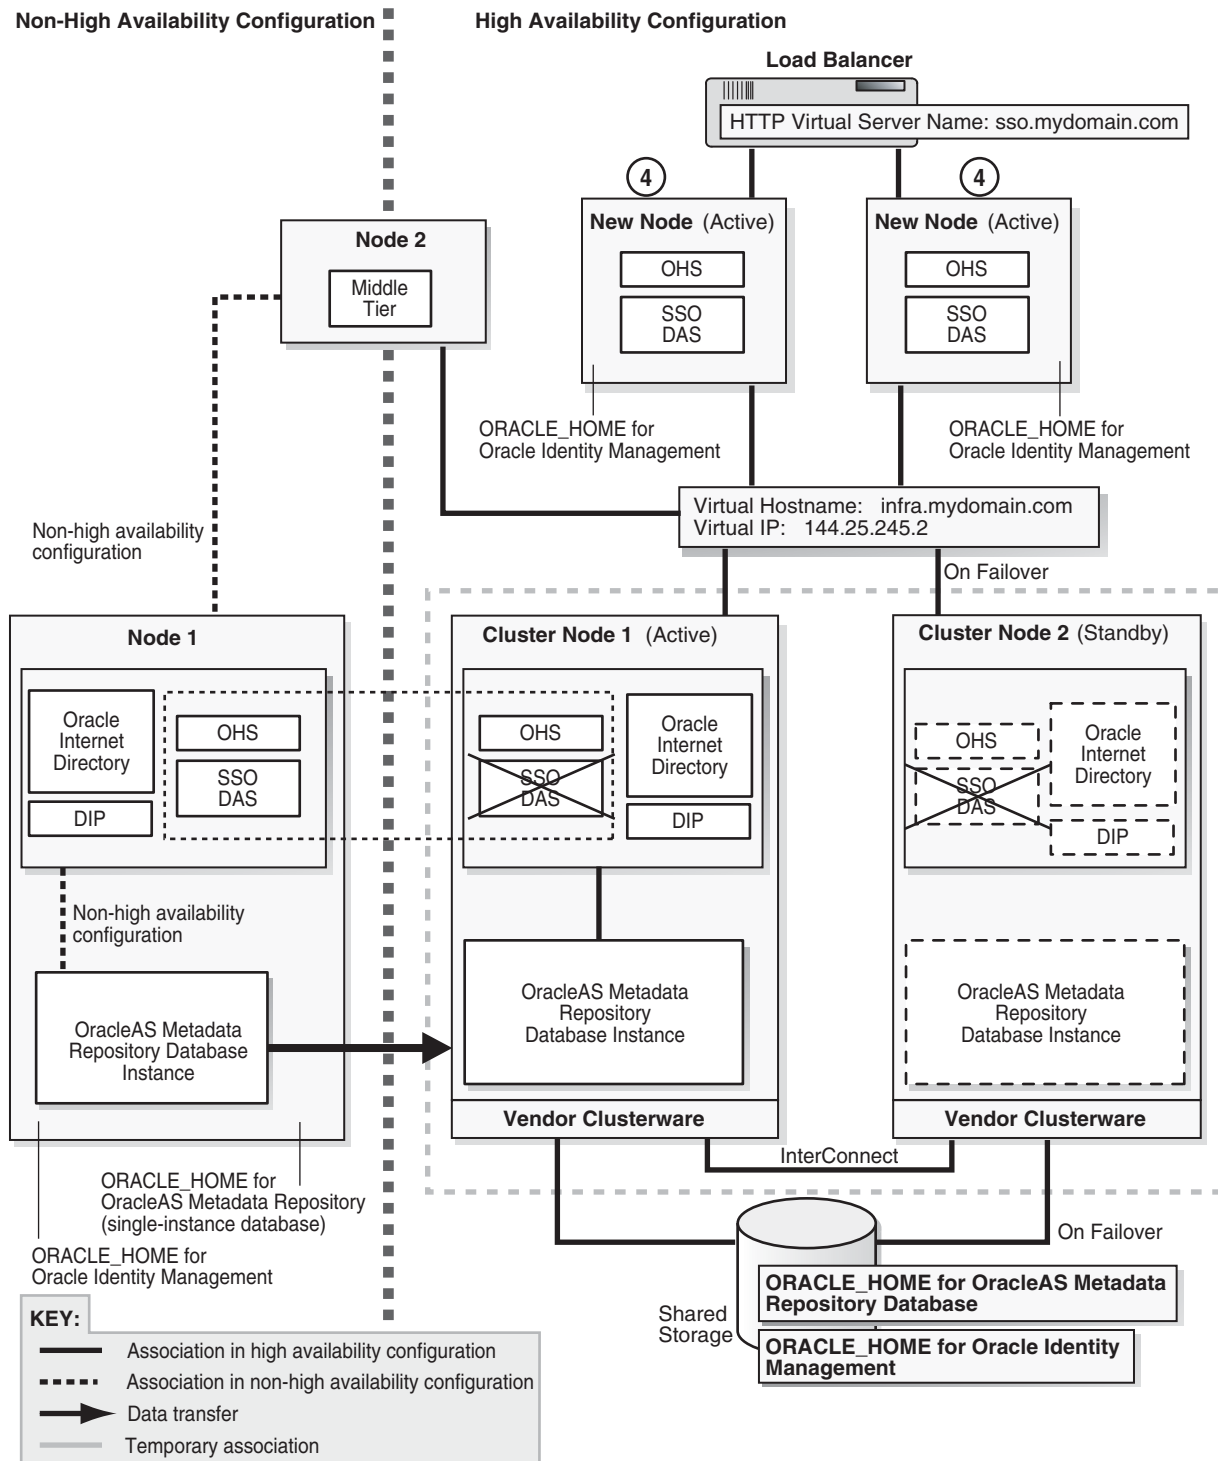 Non-High Availability Configuration
High Availability Configuration
Load Balancer
HTTP Virtual Server Name: sso.mydomain.com
4
4
New Node (Active)
OHS
SSO
DAS
New Node (Active)
OHS
SSO
DAS
Node 2
Middle
Tier
ORACLE_HOME for
Oracle Identity Management
ORACLE_HOME for
Oracle Identity Management
Virtual Hostname: infra.mydomain.com
Virtual IP: 144.25.245.2
Non-high availability
configuration
On Failover
Node 1
Oracle
Internet
Directory
OHS
SSO
DAS
DIP
Non-high availability
configuration
OracleAS Metadata
Repository Database
Instance
ORACLE_HOME for
OracleAS Metadata Repository
(single-instance database)
ORACLE_HOME for
Oracle Identity Management
Cluster Node 1 (Active)
OHS
SSO
DAS
Oracle
Internet
Directory
DIP
OracleAS Metadata
Repository
Database Instance
Vendor Clusterware
Cluster Node 2 (Standby)
OHS
SSO
DAS
Oracle
Internet
Directory
DIP
OracleAS Metadata
Repository
Database Instance
Vendor Clusterware
InterConnect
On Failover
Shared
Storage
ORACLE_HOME for OracleAS Metadata
Repository Database
ORACLE_HOME for Oracle Identity
Management
KEY:
Association in high availability configuration
Association in non-high availability configuration
Data transfer
Temporary association